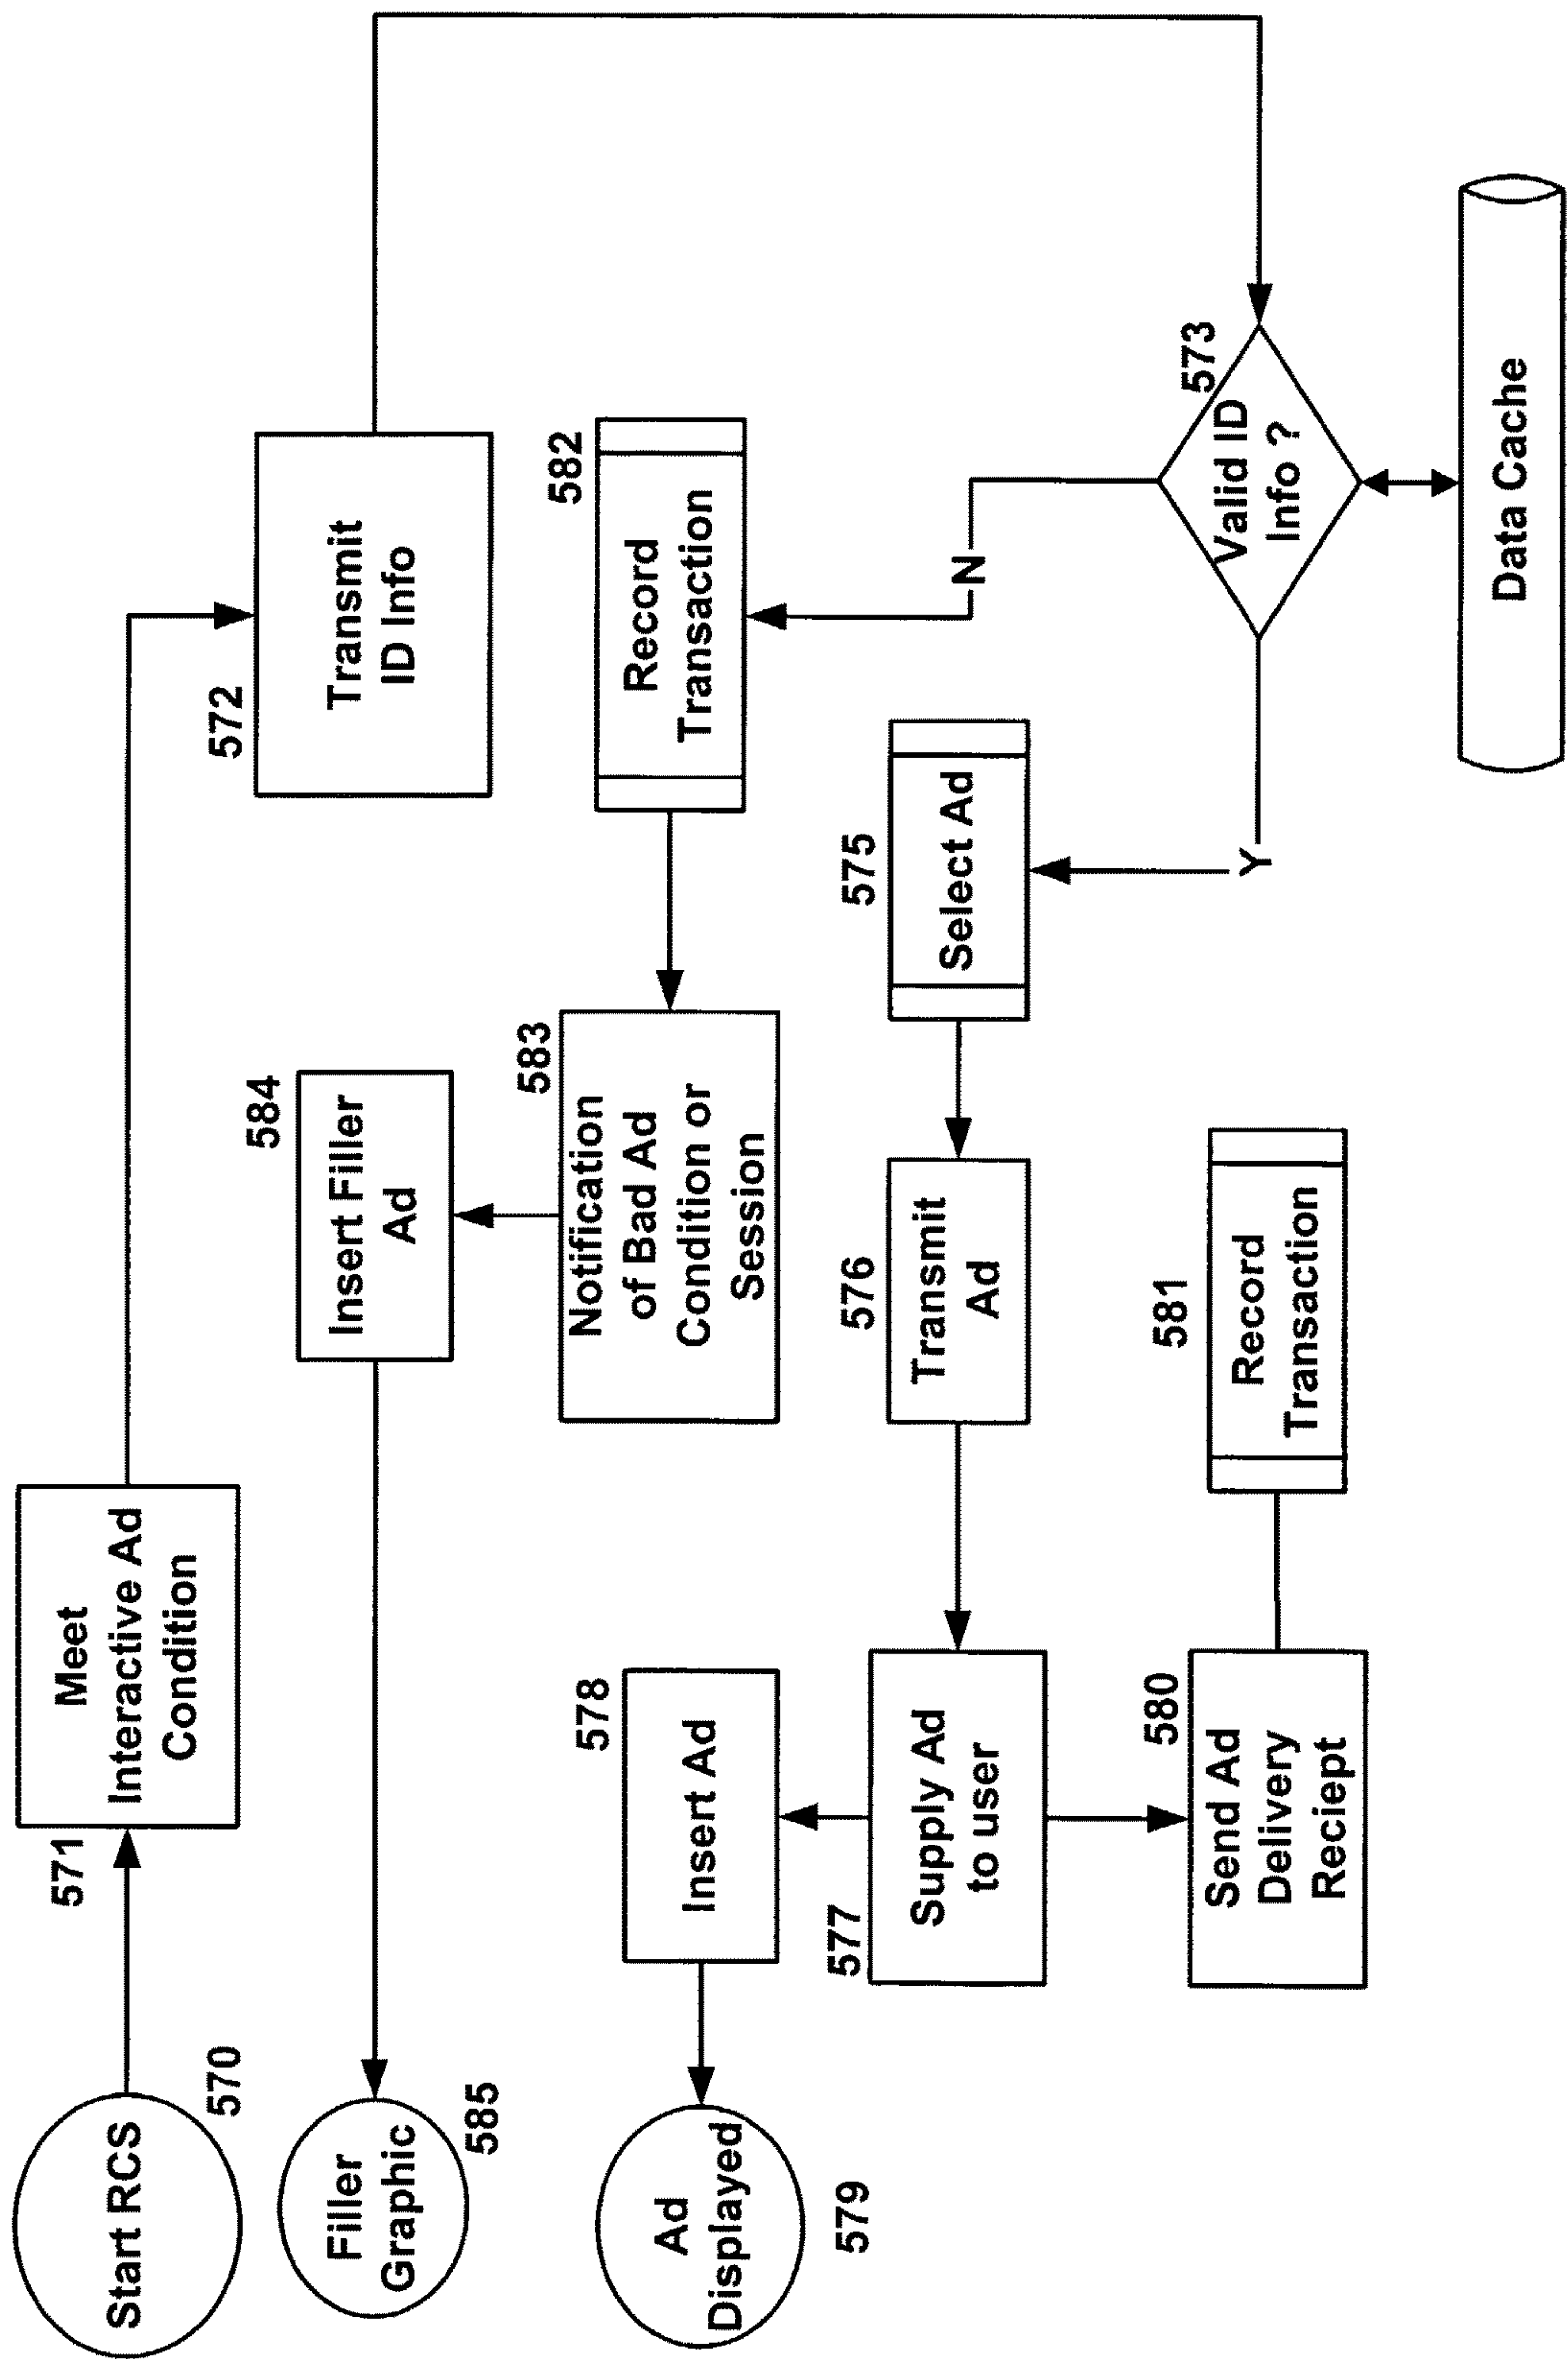 Start RCS
570
571
Meet
Interactive Ad
Condition
572
Transmit
ID Info
Filler
Graphic
585
584
Insert Filler
Ad
583
Notification
of Bad Ad
Condition or
Session
582
Record
Transaction
Ad
Displayed
579
578
Insert Ad
577
Supply Ad
to user
576
Transmit
Ad
575
Select Ad
N
Y
573
Valid ID
Info ?
580
Send Ad
Delivery
Reciept
581
Record
Transaction
Data Cache